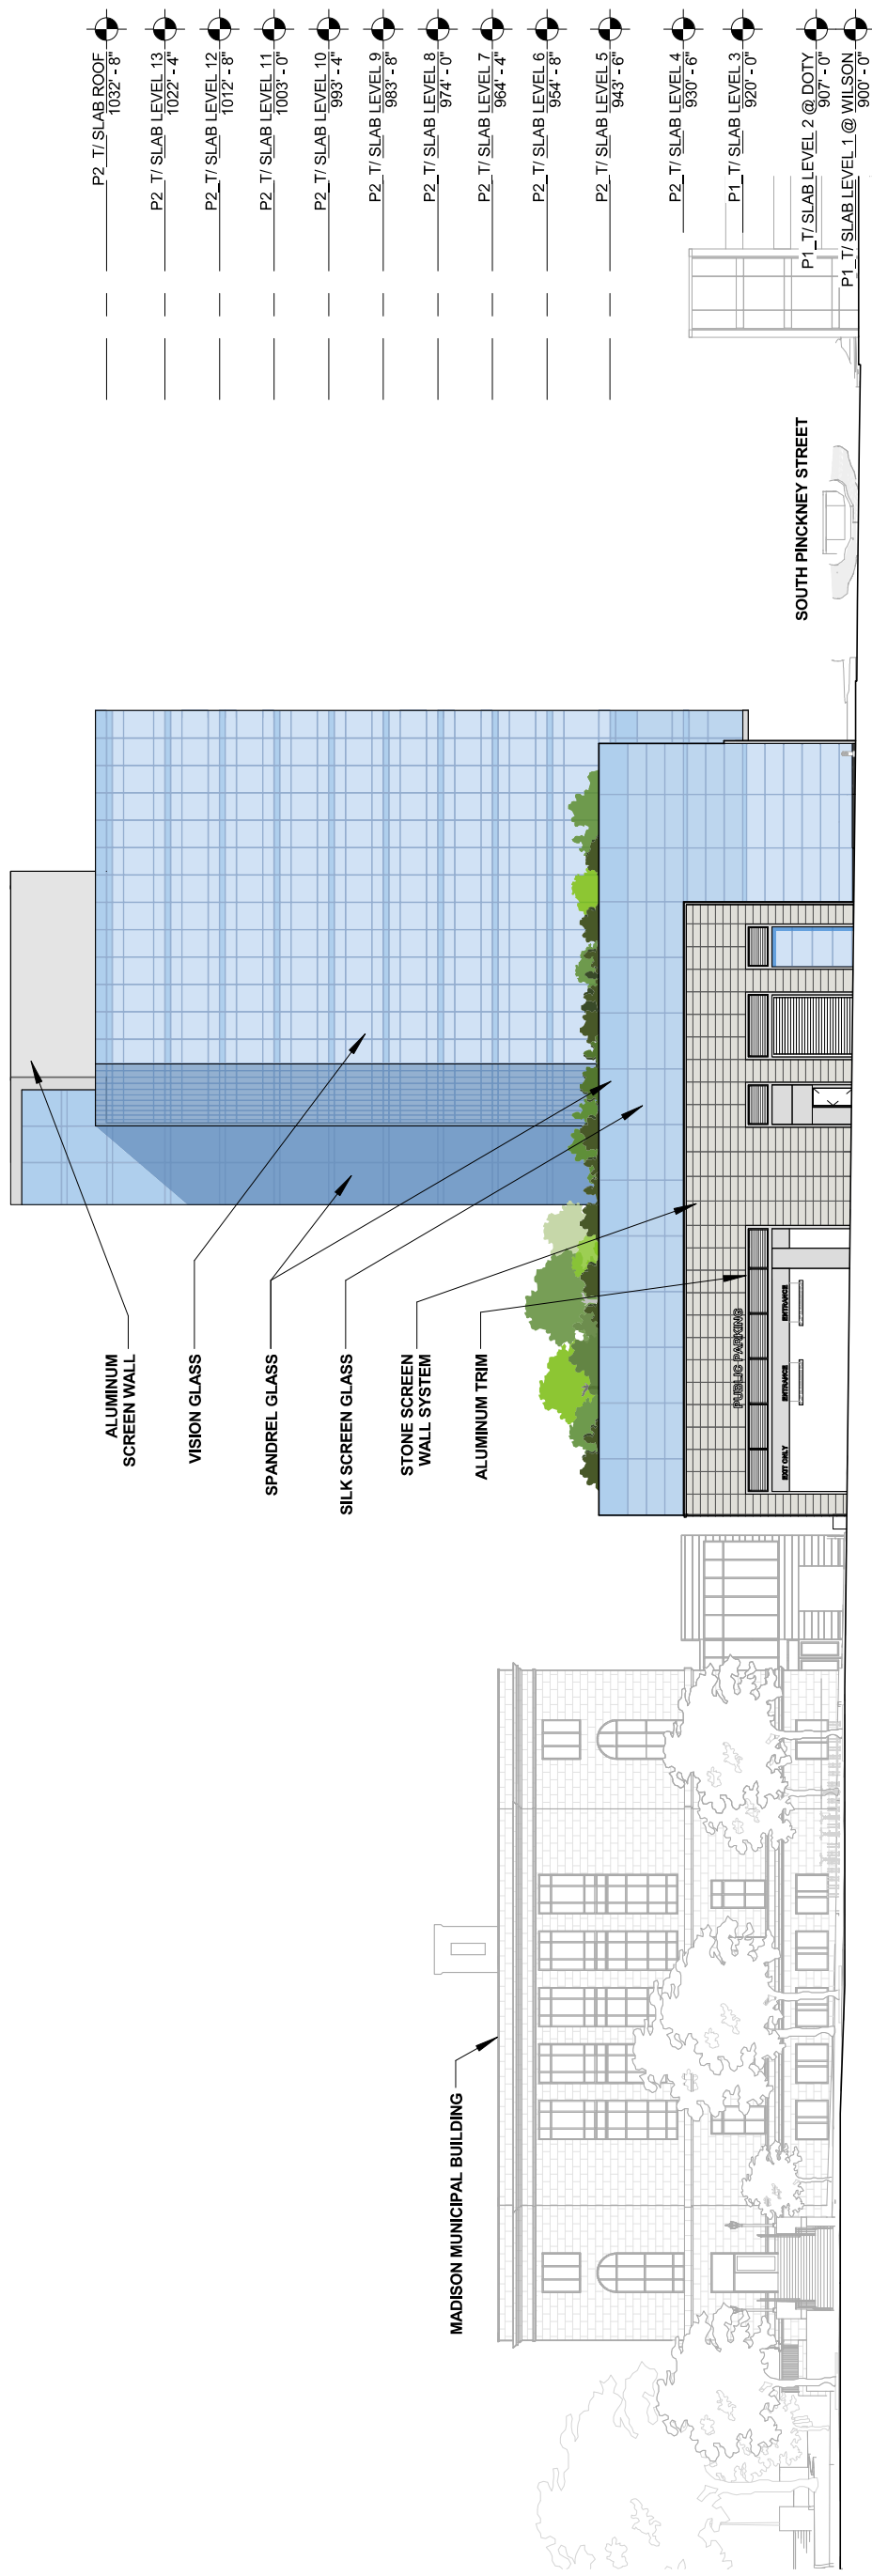 P2_T/ SLAB ROOF
1032' - 8"
P2_T/ SLAB LEVEL 13
1022' - 4"
P2_T/ SLAB LEVEL 12
1012' - 8"
P2_T/ SLAB LEVEL 11
1003' - 0"
P2_T/ SLAB LEVEL 10
993' - 4"
P2_T/ SLAB LEVEL 9
983' - 8"
P2_T/ SLAB LEVEL 8
974' - 0"
P2_T/ SLAB LEVEL 7
964' - 4"
P2_T/ SLAB LEVEL 6
954' - 8"
P2_T/ SLAB LEVEL 5
943' - 6"
P2_T/ SLAB LEVEL 4
930' - 6"
P1_T/ SLAB LEVEL 3
920' - 0"
P1_T/ SLAB LEVEL 2 @ DOTY
907' - 0"
P1_T/ SLAB LEVEL 1 @ WILSON
900' - 0"
SOUTH PINCKNEY STREET
ALUMINUM
SCREEN WALL
VISION GLASS
SPANDREL GLASS
SILK SCREEN GLASS
STONE SCREEN
WALL SYSTEM
ALUMINUM TRIM
PUBLIC PARKING
EXIT ONLY
ENTRANCE
ENTRANCE
MADISON MUNICIPAL BUILDING